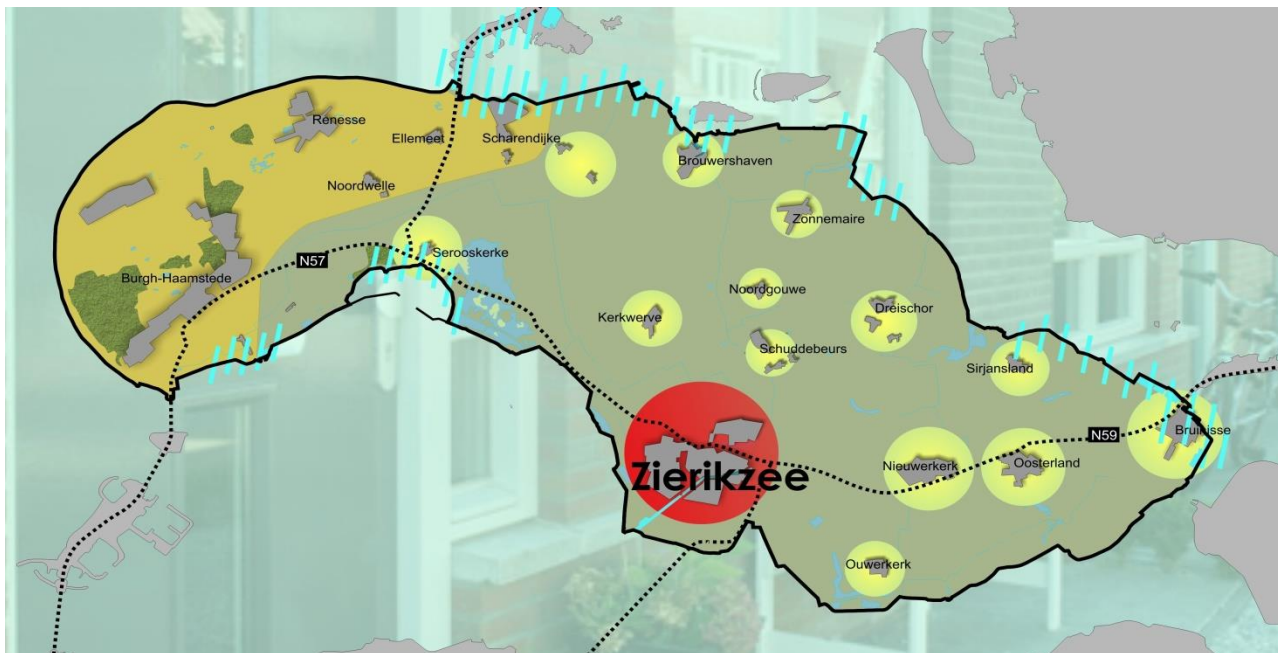 Renesse
Ellemeet
Scharendijke
Brouwershaven
Noordwelle
Zonnemaire
Serooskerke
N57
Burgh-Haamstede
Noordgouwe
Dreischor
Kerkwerve
Schuddebeurs
Sirjansland
Bruinisse
N59
Zierikzee
Nieuwerkerk
Oosterland
Ouwerkerk